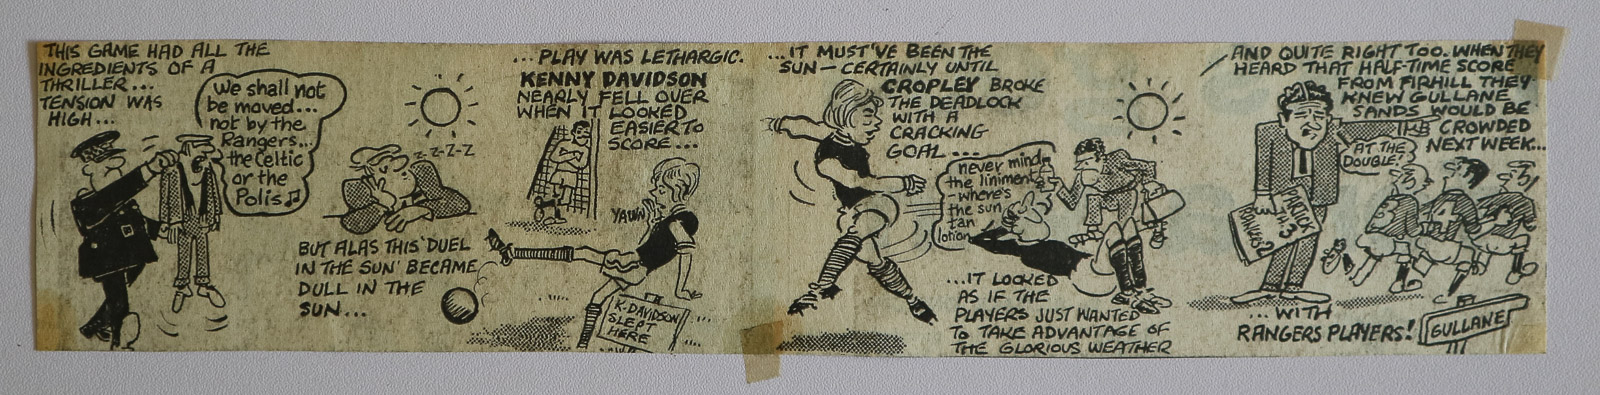 THIS GAME HAD ALL THE
INGREDIENTS OF A
THRILLER...
TENSION WAS
HIGH...
We shall not
be moved...
not by the
Rangers...
the Celtic
or the
Polis
Z-Z-Z-Z
BUT ALAS THIS 'DUEL
IN THE SUN' BECAME
DULL IN THE
SUN...
...PLAY WAS LETHARGIC.
KENNY DAVIDSON
NEARLY FELL OVER
WHEN IT LOOKED
EASIER TO
SCORE...
YAWN
K. DAVIDSON
SLEPT
HERE
...IT MUST'VE BEEN THE
SUN — CERTAINLY UNTIL
CROPLEY BROKE
THE DEADLOCK
WITH A
CRACKING
GOAL...
never mind
the liniment
-where's
the sun
tan
lotion
...IT LOOKED
AS IF THE
PLAYERS JUST WANTED
TO TAKE ADVANTAGE OF
THE GLORIOUS WEATHER
AND QUITE RIGHT TOO. WHEN THEY
HEARD THAT HALF-TIME SCORE
FROM FIRHILL THEY
KNEW GULLANE
SANDS WOULD BE
CROWDED
NEXT WEEK...
AT THE
DOUBLE!
PARTICK
TH. 3
RANGERS 2
...WITH
RANGERS PLAYERS!
GULLANE